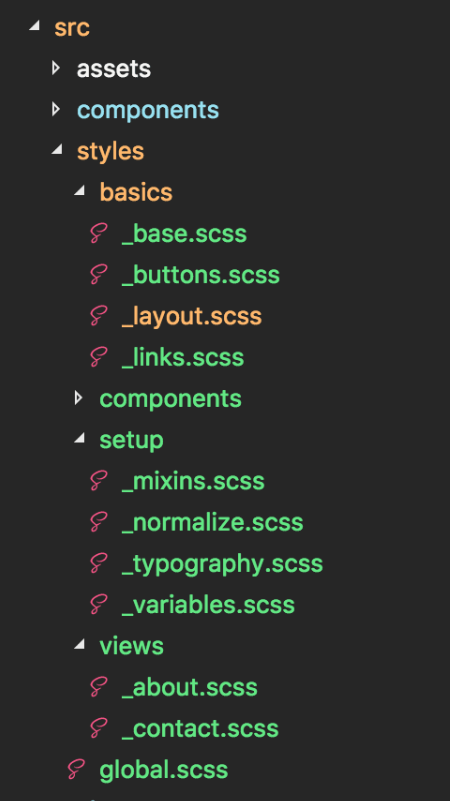 src
assets
components
styles
basics
_base.scss
_buttons.scss
_layout.scss
_links.scss
components
setup
_mixins.scss
_normalize.scss
_typography.scss
_variables.scss
views
_about.scss
_contact.scss
global.scss